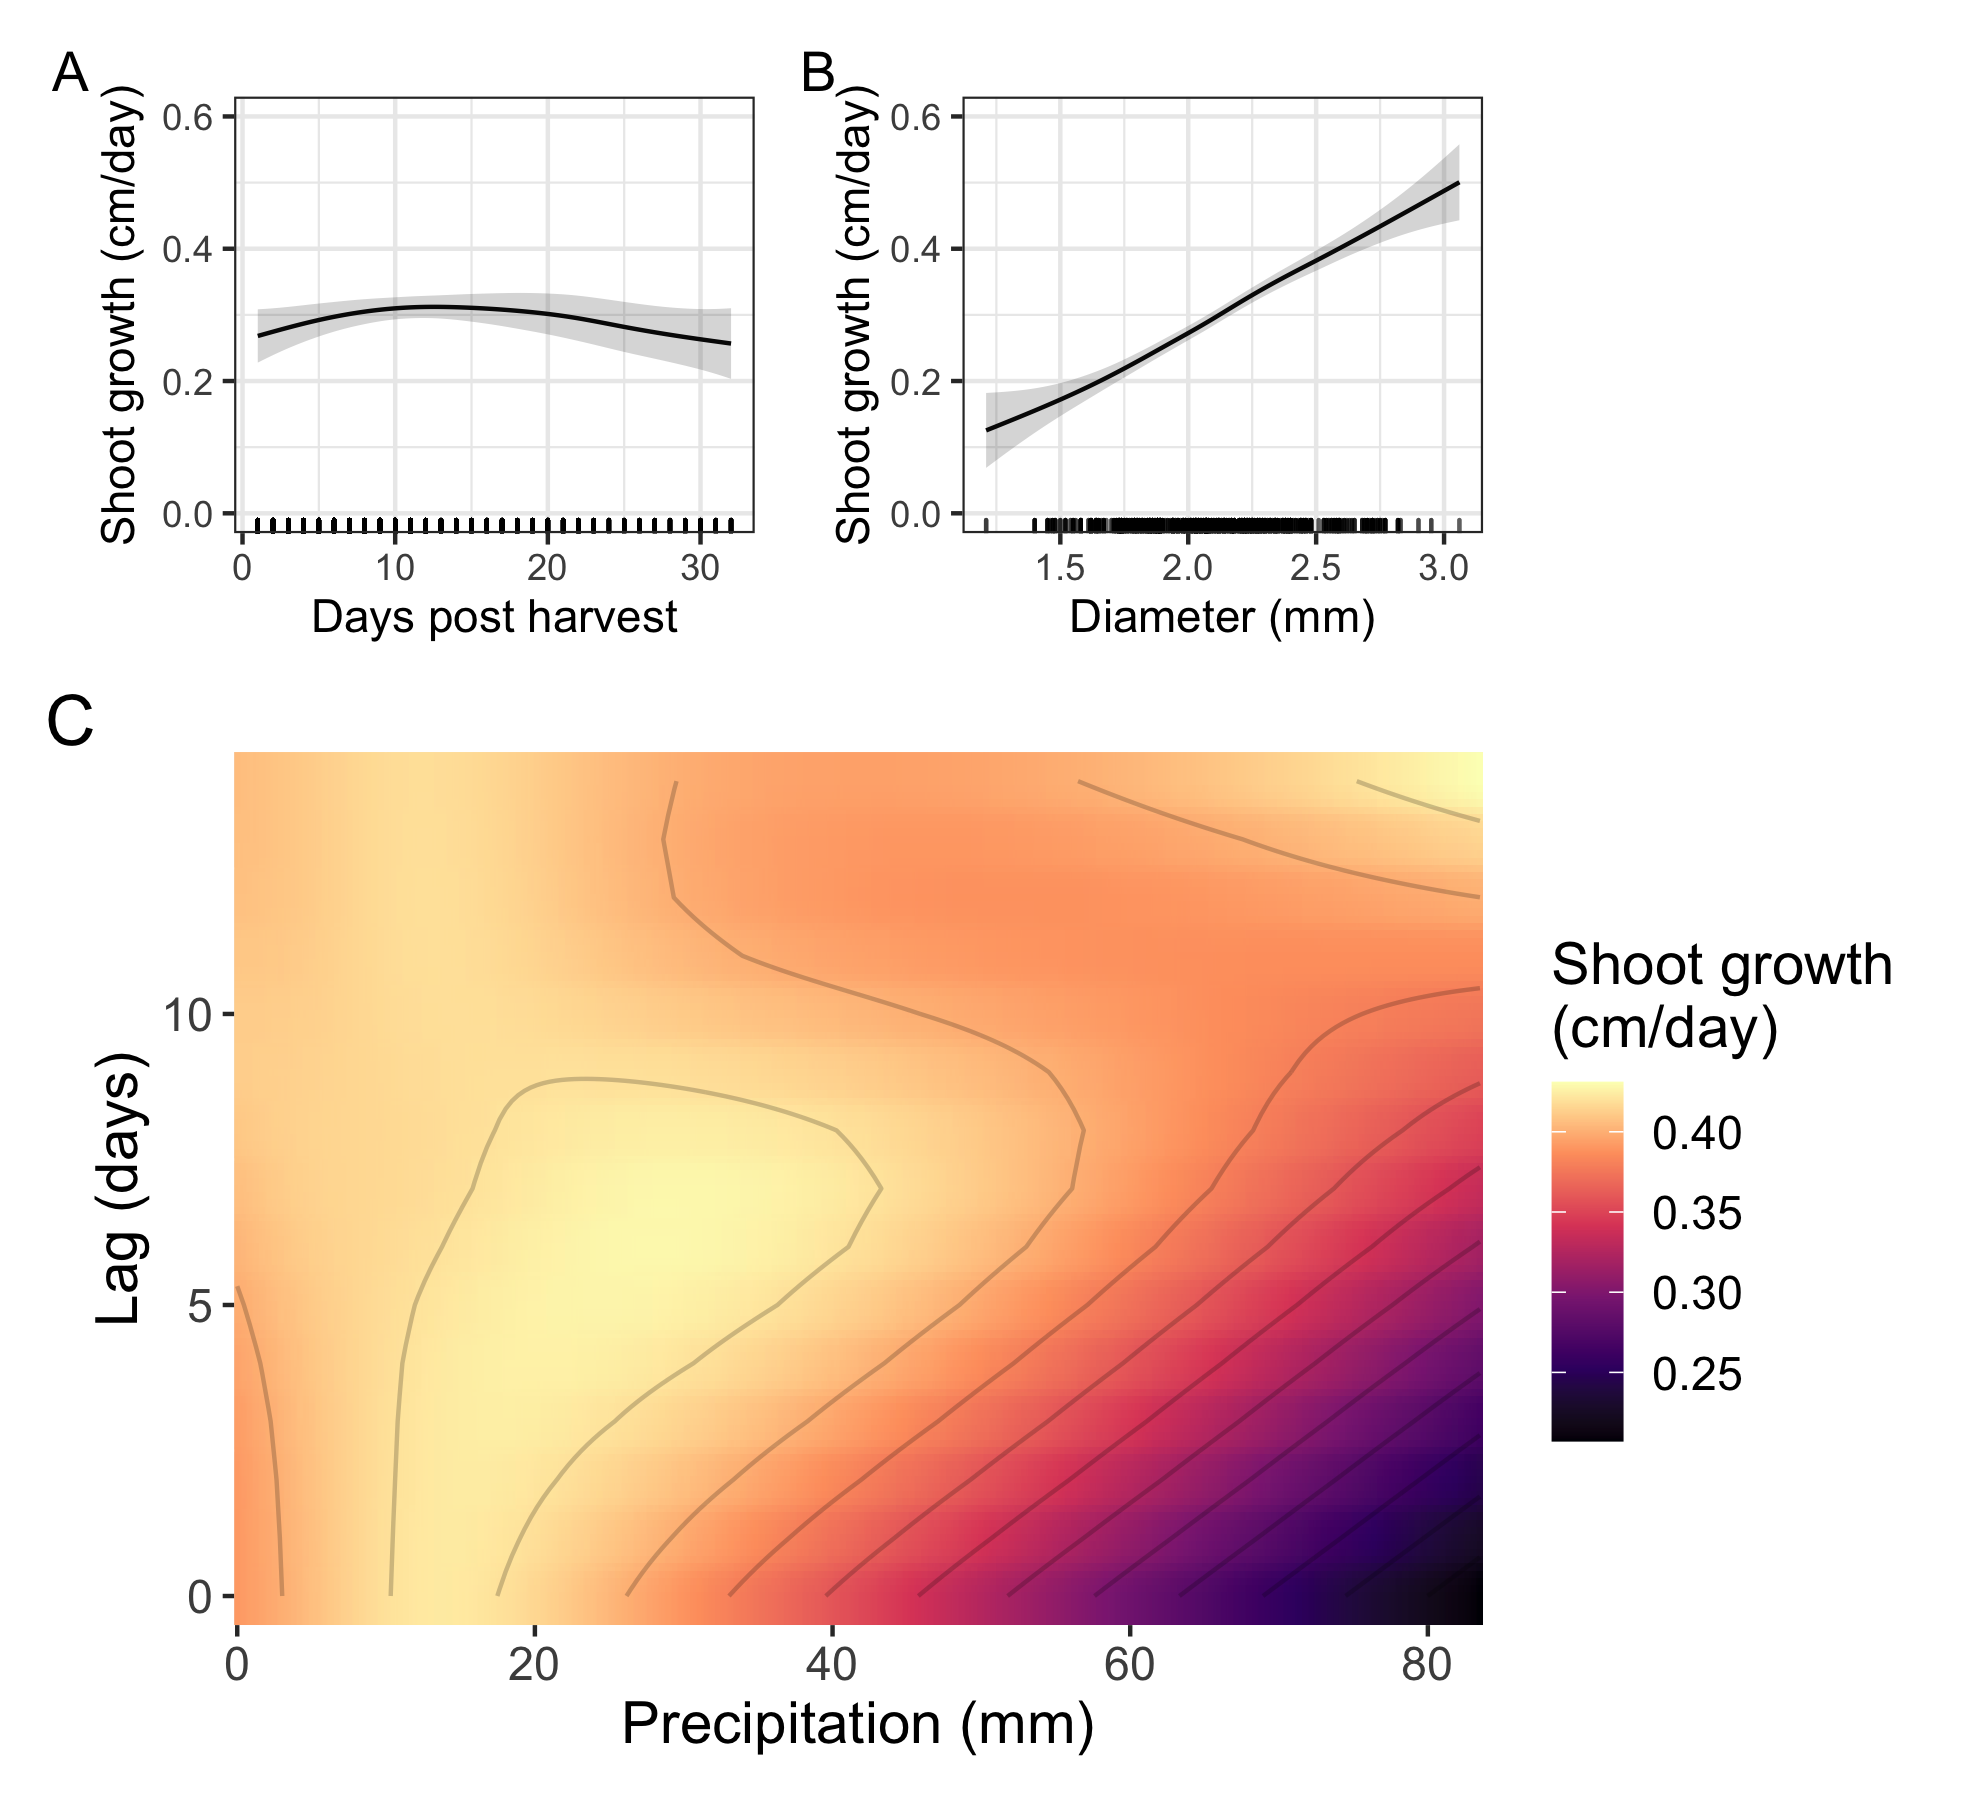 A
Shoot growth (cm/day)
0.6
0.4
0.2
0.0
0 10 20 30
Days post harvest
B
Shoot growth (cm/day)
0.6
0.4
0.2
0.0
1.5 2.0 2.5 3.0
Diameter (mm)
C
Lag (days)
10
5
0
0 20 40 60 80
Precipitation (mm)
Shoot growth
(cm/day)
0.40
0.35
0.30
0.25